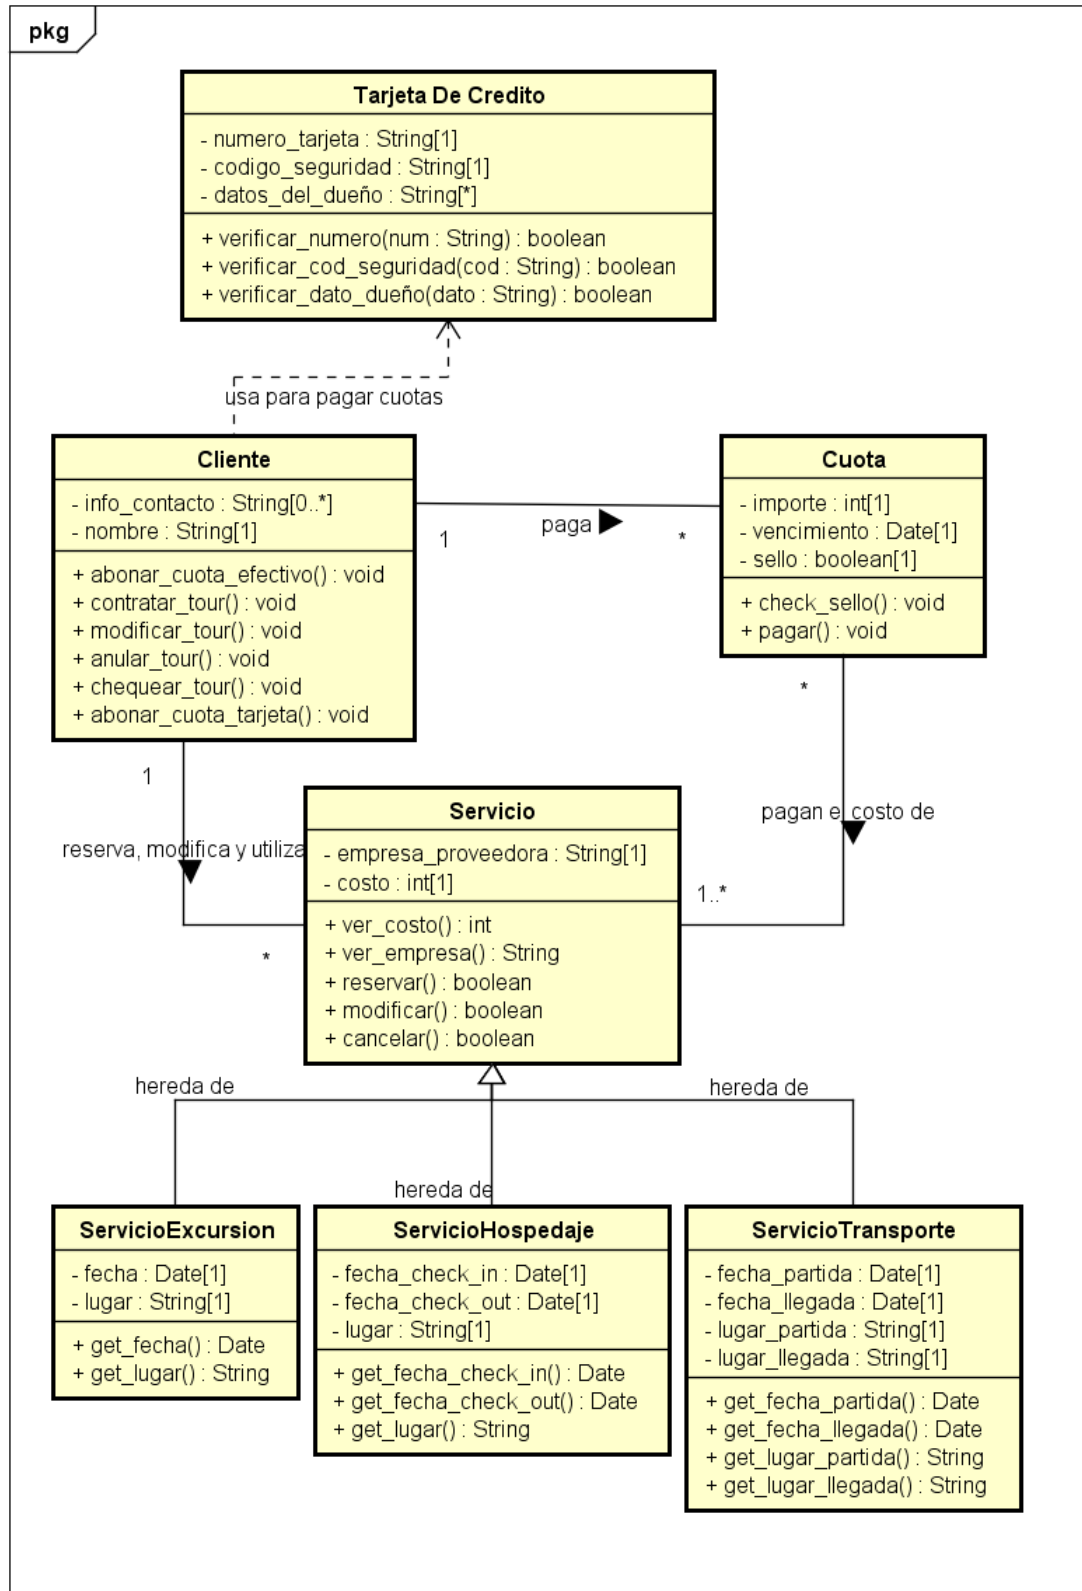 pkg
Tarjeta De Credito
- numero_tarjeta : String[1]
- codigo_seguridad : String[1]
- datos_del_dueño : String[*]
+ verificar_numero(num : String) : boolean
+ verificar_cod_seguridad(cod : String) : boolean
+ verificar_dato_dueño(dato : String) : boolean
usa para pagar cuotas
Cliente
- info_contacto : String[0..*]
- nombre : String[1]
+ abonar_cuota_efectivo() : void
+ contratar_tour() : void
+ modificar_tour() : void
+ anular_tour() : void
+ chequear_tour() : void
+ abonar_cuota_tarjeta() : void
1
paga
*
Cuota
- importe : int[1]
- vencimiento : Date[1]
- sello : boolean[1]
+ check_sello() : void
+ pagar() : void
*
1
reserva, modifica y utiliza
*
pagan el costo de
1..*
Servicio
- empresa_proveedora : String[1]
- costo : int[1]
+ ver_costo() : int
+ ver_empresa() : String
+ reservar() : boolean
+ modificar() : boolean
+ cancelar() : boolean
hereda de
hereda de
hereda de
ServicioExcursion
- fecha : Date[1]
- lugar : String[1]
+ get_fecha() : Date
+ get_lugar() : String
ServicioHospedaje
- fecha_check_in : Date[1]
- fecha_check_out : Date[1]
- lugar : String[1]
+ get_fecha_check_in() : Date
+ get_fecha_check_out() : Date
+ get_lugar() : String
ServicioTransporte
- fecha_partida : Date[1]
- fecha_llegada : Date[1]
- lugar_partida : String[1]
- lugar_llegada : String[1]
+ get_fecha_partida() : Date
+ get_fecha_llegada() : Date
+ get_lugar_partida() : String
+ get_lugar_llegada() : String